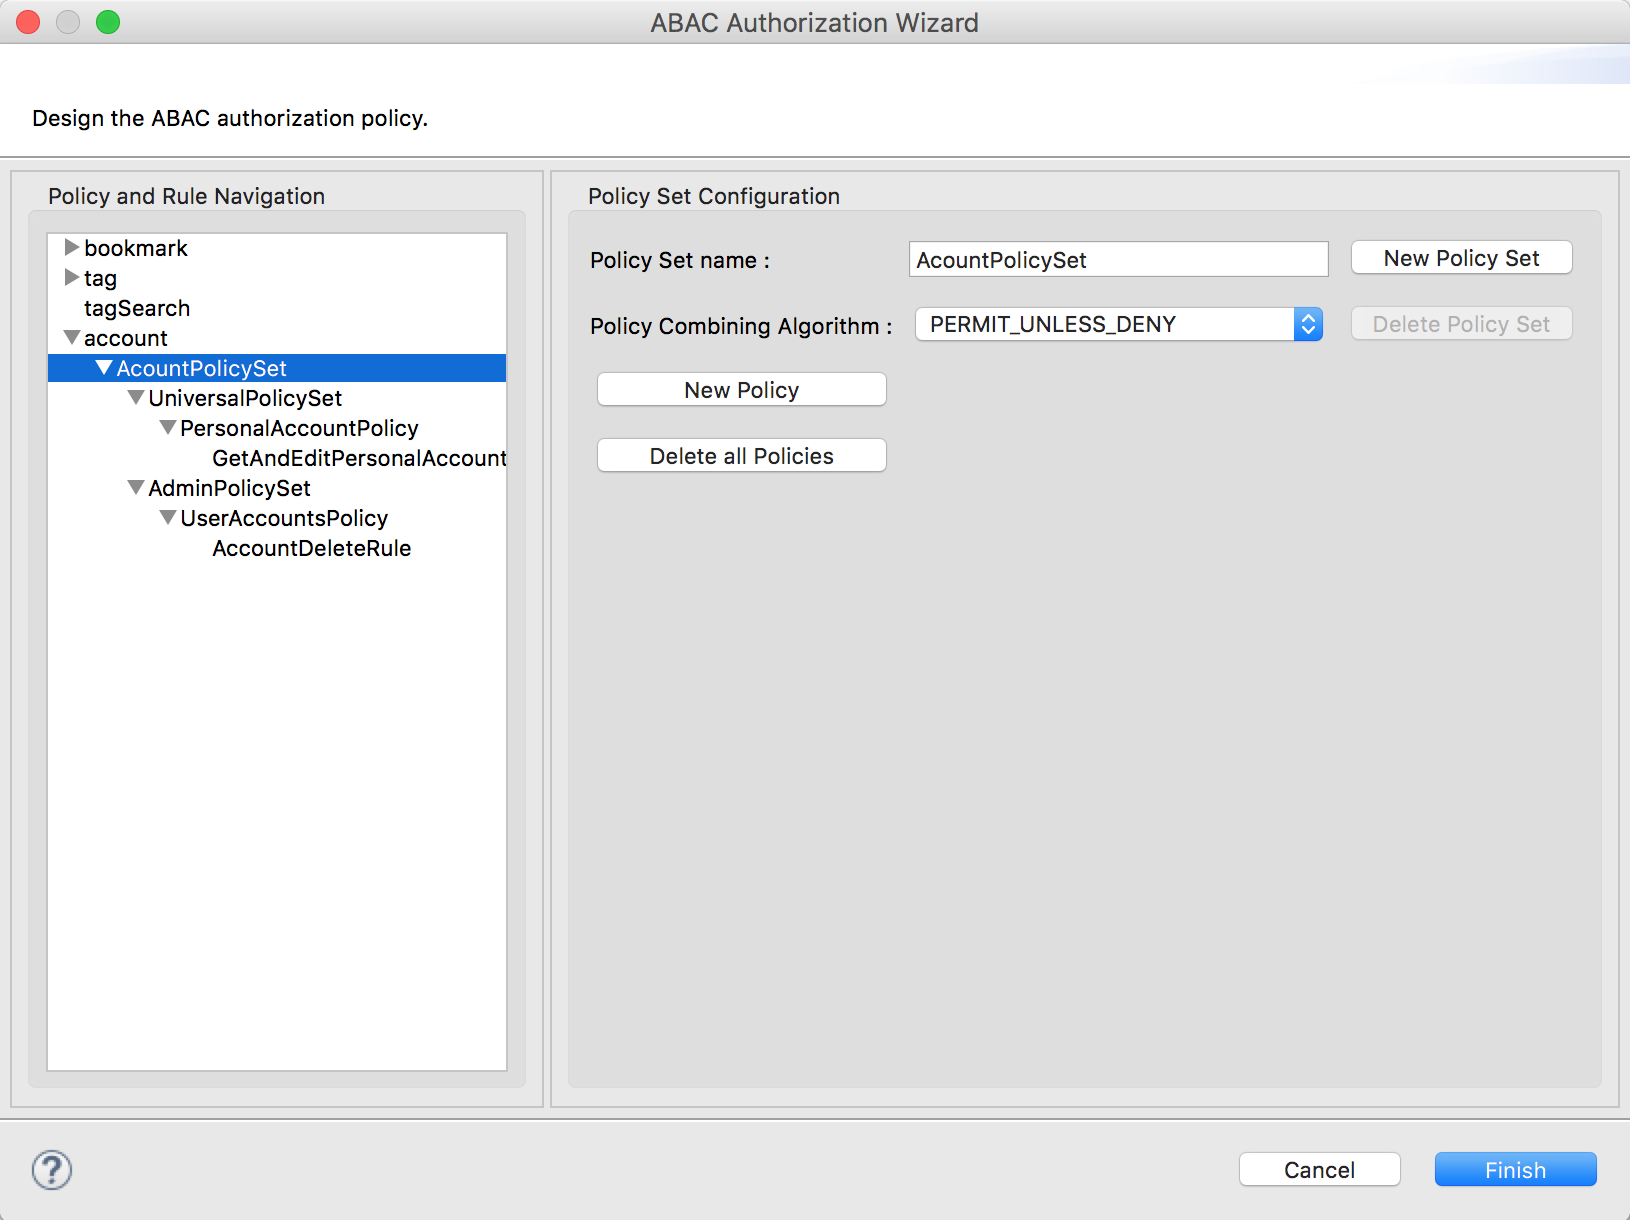 ABAC Authorization Wizard
Design the ABAC authorization policy.
Policy and Rule Navigation
bookmark
tag
tagSearch
account
AcountPolicySet
UniversalPolicySet
PersonalAccountPolicy
GetAndEditPersonalAccount
AdminPolicySet
UserAccountsPolicy
AccountDeleteRule
Policy Set Configuration
Policy Set name : AcountPolicySet New Policy Set
Policy Combining Algorithm : PERMIT_UNLESS_DENY Delete Policy Set
New Policy
Delete all Policies
? Cancel Finish